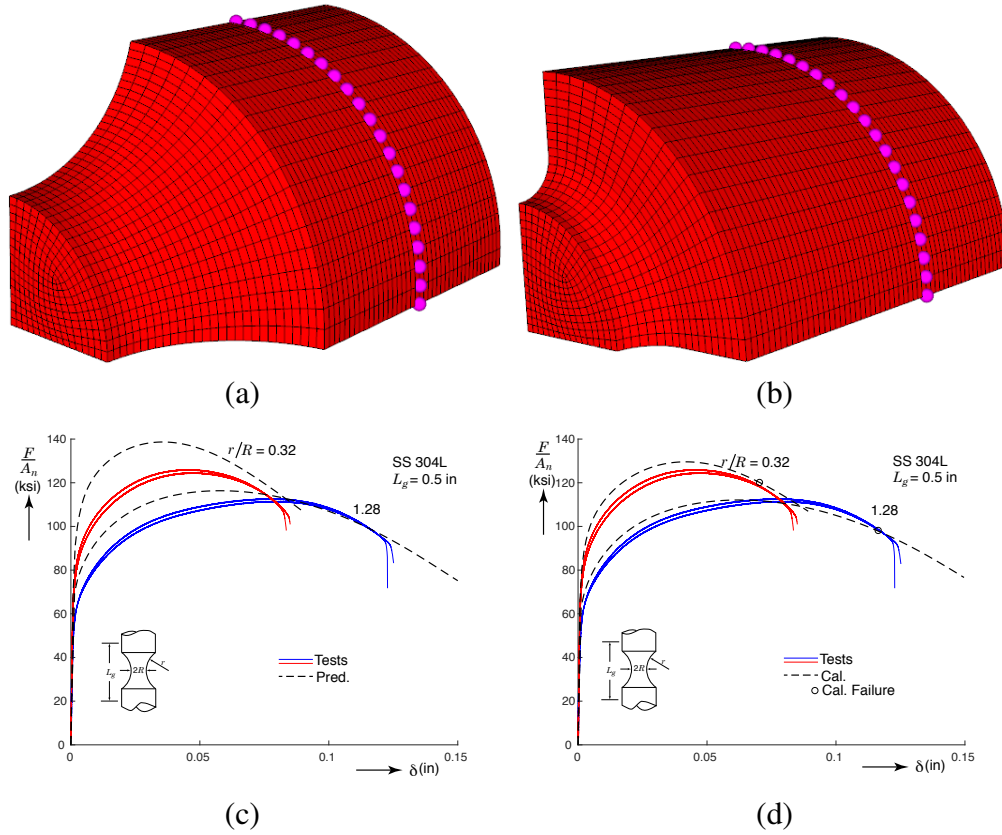 (a)
(b)
F
A_n
(ksi)
140
120
100
80
60
40
20
0
r/R = 0.32
SS 304L
L_g = 0.5 in
1.28
L_g
2R
r
Tests
Pred.
0
0.05
0.1
0.15
δ(in)
(c)
F
A_n
(ksi)
140
120
100
80
60
40
20
0
r/R = 0.32
SS 304L
L_g = 0.5 in
1.28
L_g
2R
r
Tests
Cal.
Cal. Failure
0
0.05
0.1
0.15
δ(in)
(d)